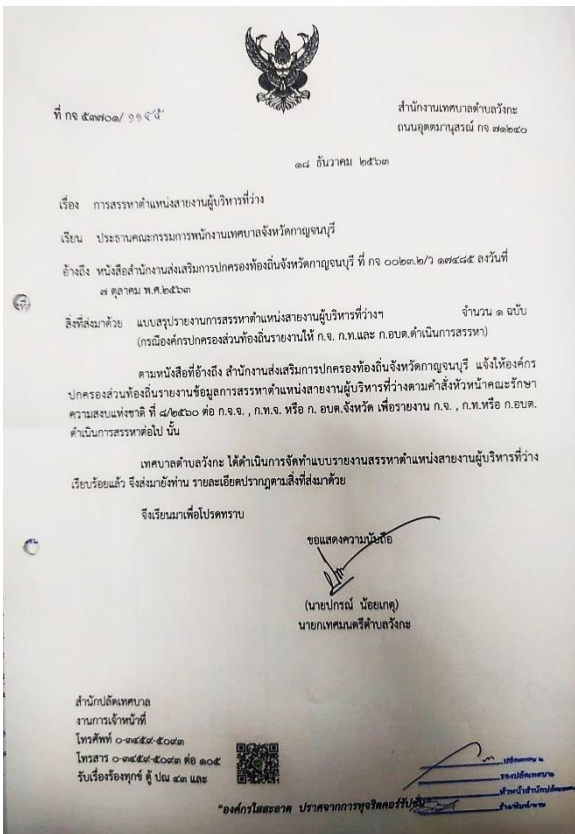 ที่ กจ ๕๓๗๐๑/
สำนักงานเทศบาลตำบลวังกะ
ถนนอุตตมานุสรณ์ กจ ๗๑๒๔๐
๑๘ ธันวาคม ๒๕๖๓
เรื่อง การสรรหาตำแหน่งสายงานผู้บริหารที่ว่าง
เรียน ประธานคณะกรรมการพนักงานเทศบาลจังหวัดกาญจนบุรี
อ้างถึง หนังสือสำนักงานส่งเสริมการปกครองท้องถิ่นจังหวัดกาญจนบุรี ที่ กจ ๐๐๒๓.๒/ว ๑๗๔๘๕ ลงวันที่
๗ ตุลาคม พ.ศ.๒๕๖๓
สิ่งที่ส่งมาด้วย แบบสรุปรายงานการสรรหาตำแหน่งสายงานผู้บริหารที่ว่างฯ จำนวน ๑ ฉบับ
(กรณีองค์กรปกครองส่วนท้องถิ่นรายงานให้ ก.จ. ก.ท.และ ก.อบต.ดำเนินการสรรหา)
ตามหนังสือที่อ้างถึง สำนักงานส่งเสริมการปกครองท้องถิ่นจังหวัดกาญจนบุรี แจ้งให้องค์กร
ปกครองส่วนท้องถิ่นรายงานข้อมูลการสรรหาตำแหน่งสายงานผู้บริหารที่ว่างตามคำสั่งหัวหน้าคณะรักษา
ความสงบแห่งชาติ ที่ ๘/๒๕๖๐ ต่อ ก.จ.จ. , ก.ท.จ. หรือ ก. อบต.จังหวัด เพื่อรายงาน ก.จ. , ก.ท.หรือ ก.อบต.
ดำเนินการสรรหาต่อไป นั้น
เทศบาลตำบลวังกะ ได้ดำเนินการจัดทำแบบรายงานสรรหาตำแหน่งสายงานผู้บริหารที่ว่าง
เรียบร้อยแล้ว จึงส่งมายังท่าน รายละเอียดปรากฏตามสิ่งที่ส่งมาด้วย
จึงเรียนมาเพื่อโปรดทราบ
ขอแสดงความนับถือ
(นายปกรณ์ น้อยเกตุ)
นายกเทศมนตรีตำบลวังกะ
สำนักปลัดเทศบาล
งานการเจ้าหน้าที่
โทรศัพท์ ๐-๓๔๕๙-๕๐๙๓
โทรสาร ๐-๓๔๕๙-๕๐๙๓ ต่อ ๑๐๕
รับเรื่องร้องทุกข์ ตู้ ปณ ๔๓ และ
ปลัดเทศบาล
รองปลัดเทศบาล
หัวหน้าสำนักปลัด
ร่าง/พิมพ์/ทาน
"องค์กรใสสะอาด ปราศจากการทุจริตคอร์รัปชั่น"